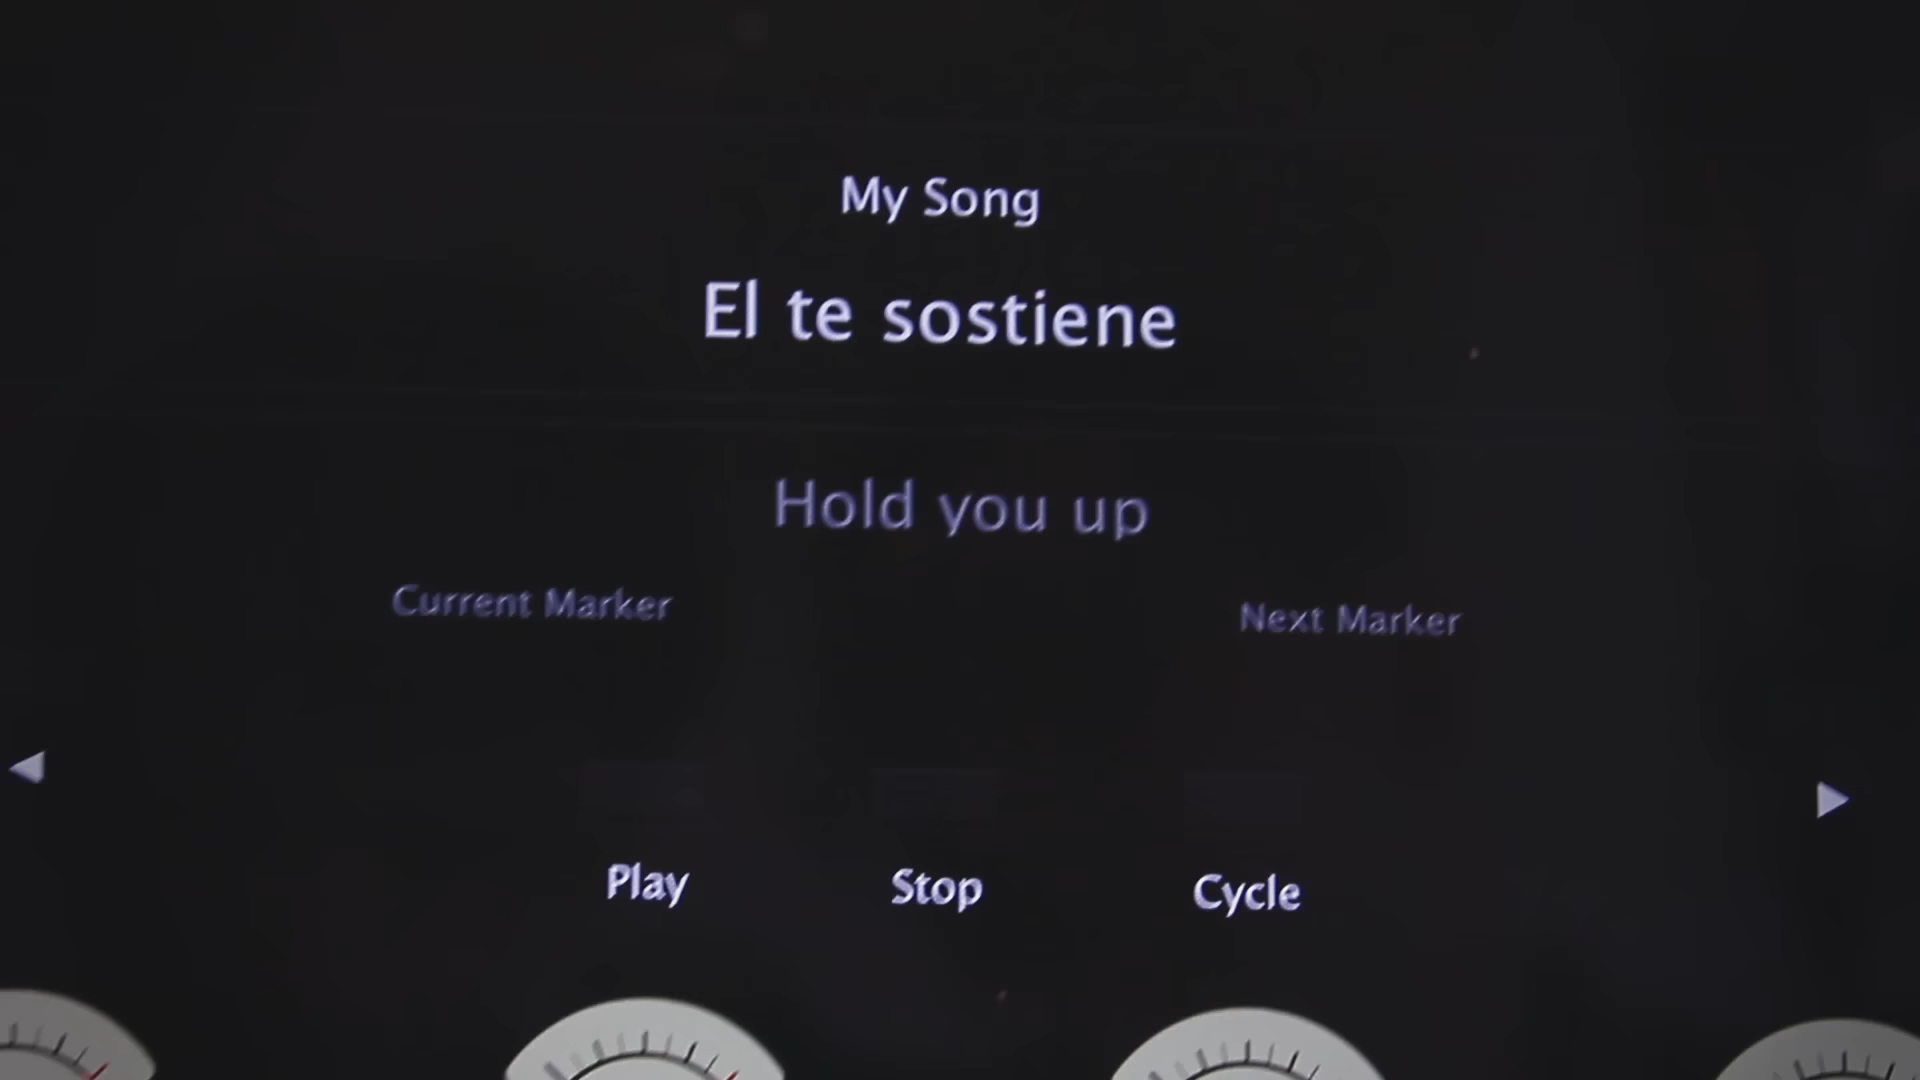 My Song
El te sostiene
Hold you up
Current Marker
Next Marker
Play
Stop
Cycle